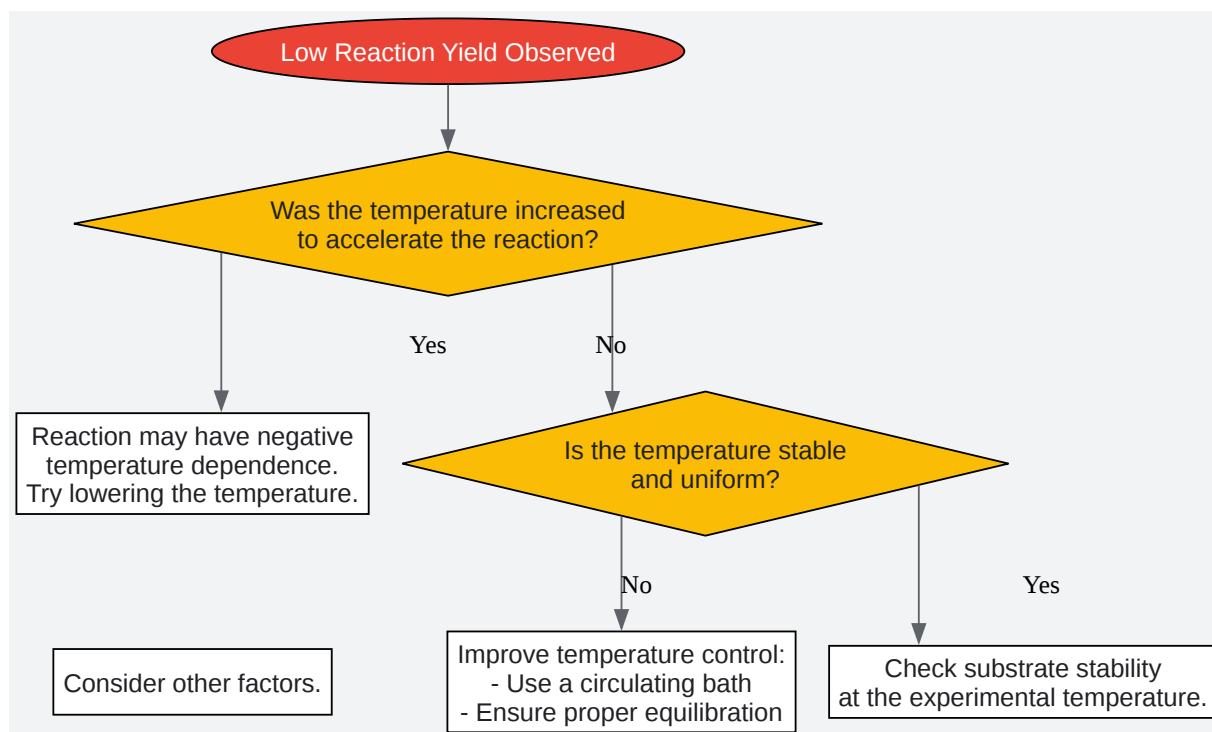 Low Reaction Yield Observed
Was the temperature increased
to accelerate the reaction?
Yes
No
Reaction may have negative
temperature dependence.
Try lowering the temperature.
Is the temperature stable
and uniform?
No
Yes
Consider other factors.
Improve temperature control:
- Use a circulating bath
- Ensure proper equilibration
Check substrate stability
at the experimental temperature.